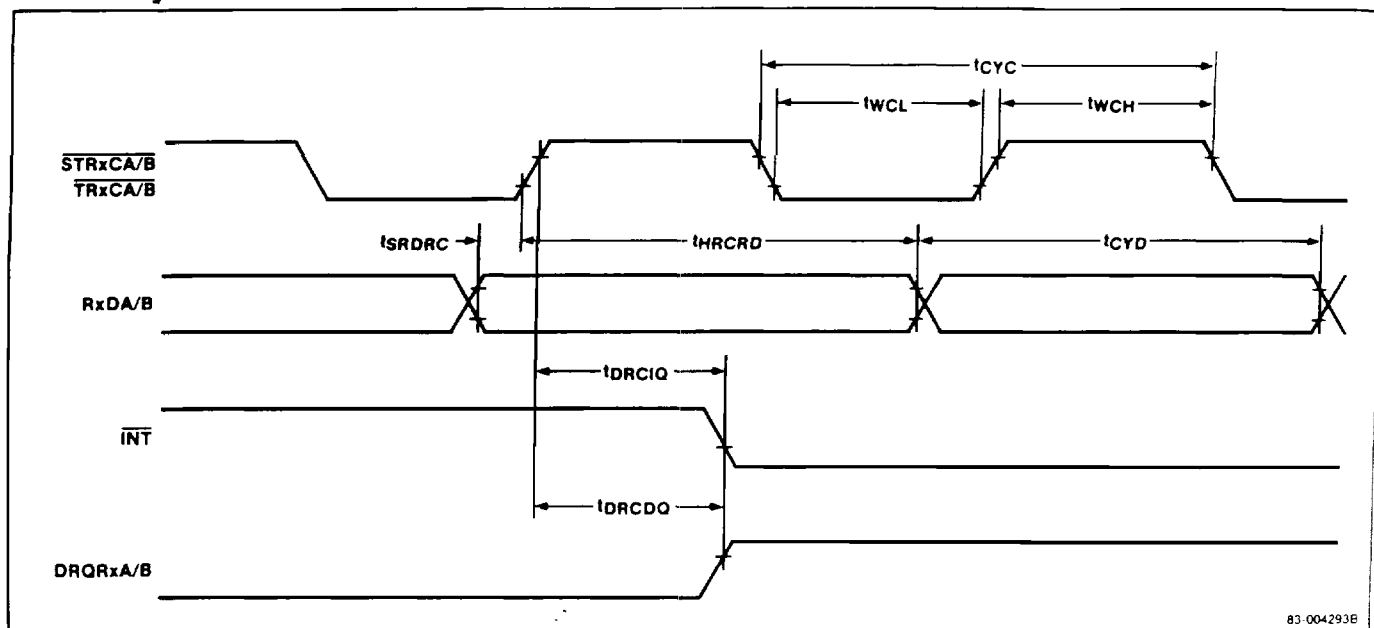 tCYC
tWCL
tWCH
STRxCA/B
TRxCA/B
tSRDRC
tHRCRD
tCYD
RxDA/B
tDRCIQ
INT
tDRCDQ
DRQRxA/B
83-004293B